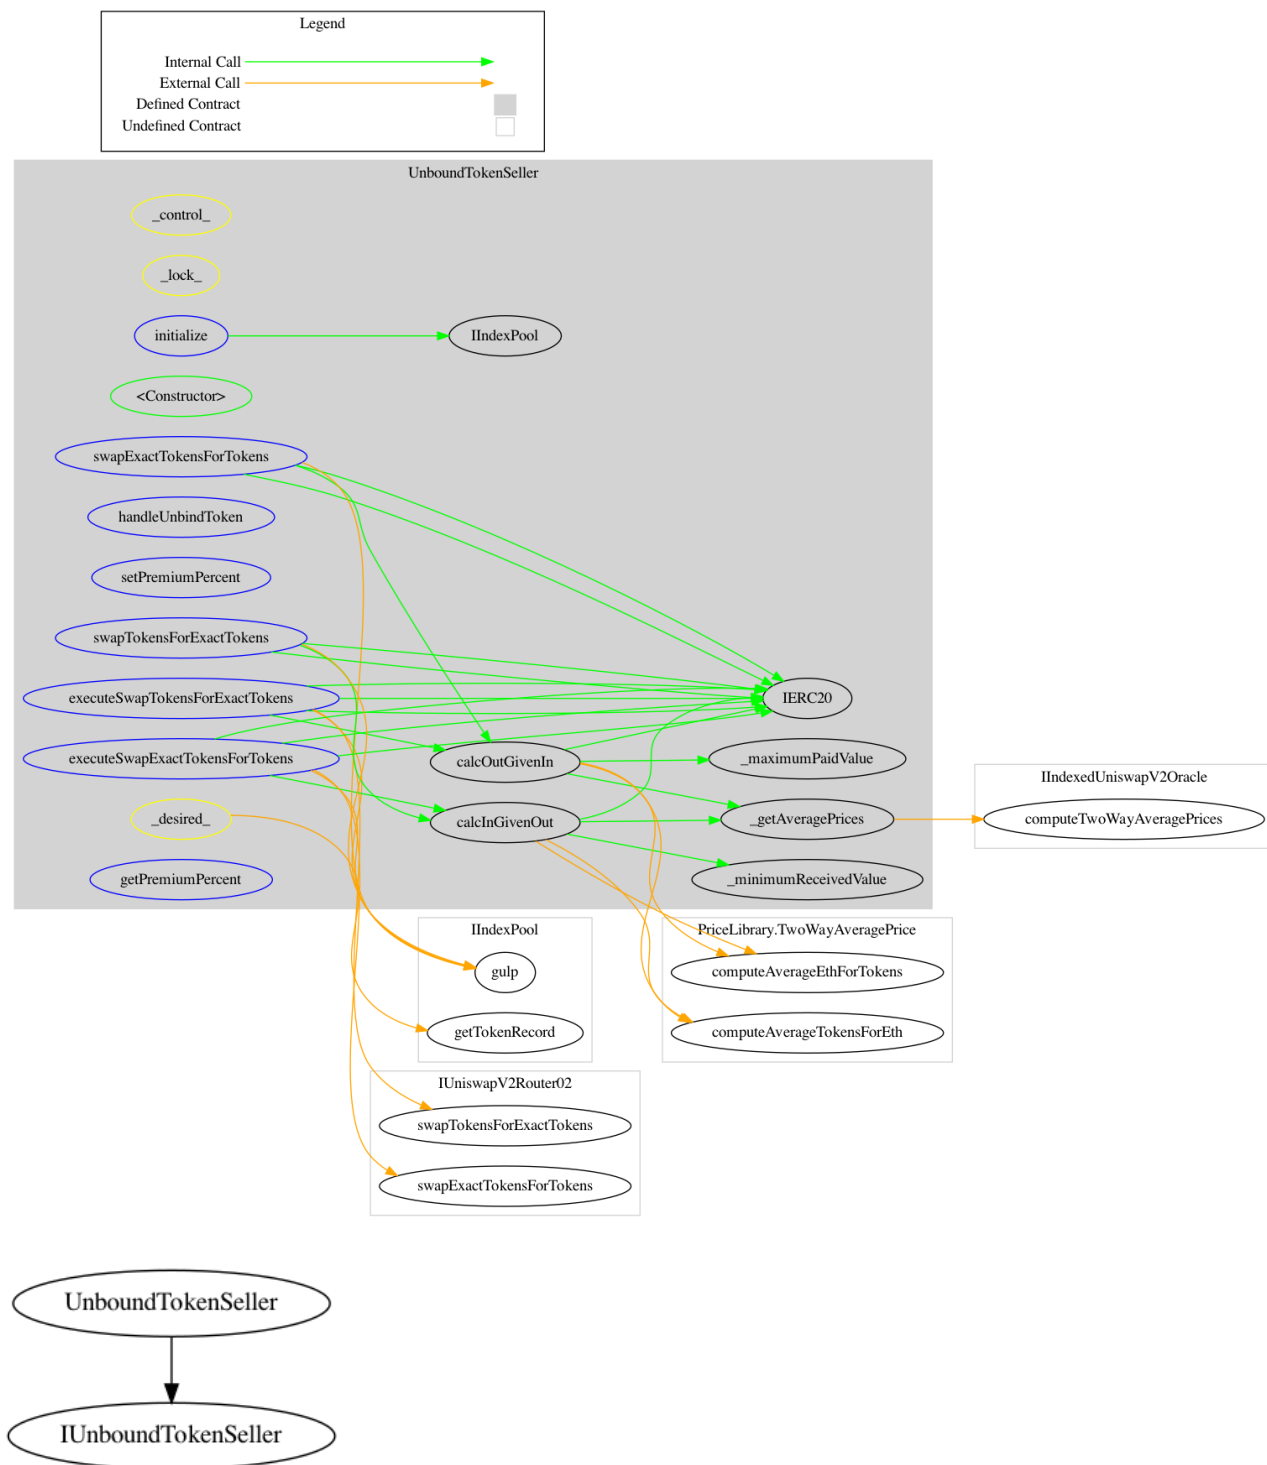 Legend
Internal Call
External Call
Defined Contract
Undefined Contract
UnboundTokenSeller
_control_
_lock_
initialize
IIndexPool
<Constructor>
swapExactTokensForTokens
handleUnbindToken
setPremiumPercent
swapTokensForExactTokens
executeSwapTokensForExactTokens
IERC20
executeSwapExactTokensForTokens
calcOutGivenIn
_maximumPaidValue
IIndexedUniswapV2Oracle
_desired_
calcInGivenOut
_getAveragePrices
computeTwoWayAveragePrices
getPremiumPercent
_minimumReceivedValue
IIndexPool
PriceLibrary.TwoWayAveragePrice
gulp
computeAverageEthForTokens
getTokenRecord
computeAverageTokensForEth
IUniswapV2Router02
swapTokensForExactTokens
swapExactTokensForTokens
UnboundTokenSeller
IUnboundTokenSeller